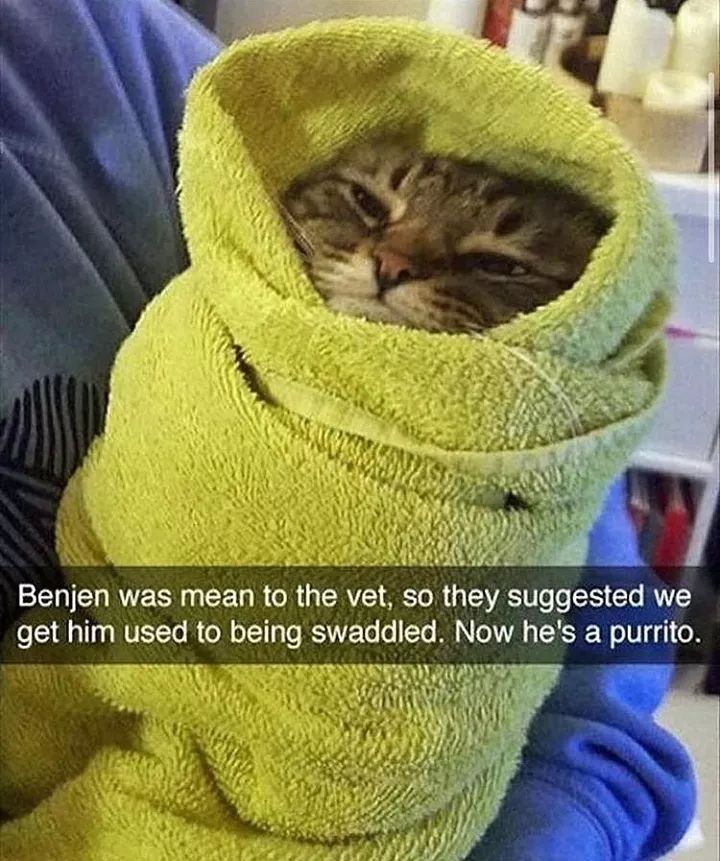 Benjen was mean to the vet, so they suggested we
get him used to being swaddled. Now he's a purrito.